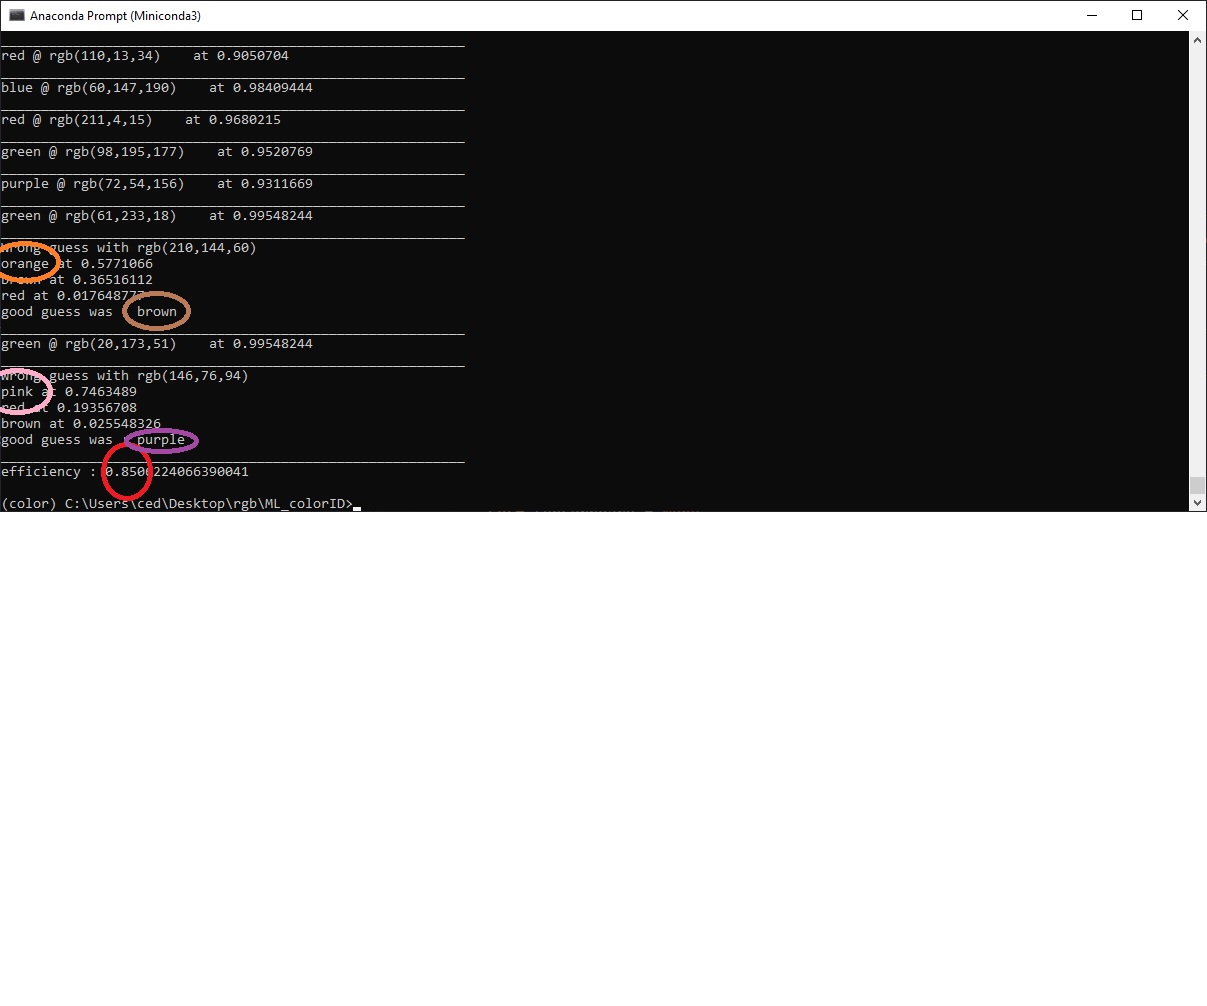 Anaconda Prompt (Miniconda3)
red @ rgb(110,13,34)    at 0.9050704
blue @ rgb(60,147,190)    at 0.98409444
red @ rgb(211,4,15)    at 0.9680215
green @ rgb(98,195,177)    at 0.9520769
purple @ rgb(72,54,156)    at 0.9311669
green @ rgb(61,233,18)    at 0.99548244
wrong guess with rgb(210,144,60)
orange at 0.5771066
brown at 0.36516112
red at 0.017648777
good guess was   brown
green @ rgb(20,173,51)    at 0.99548244
wrong guess with rgb(146,76,94)
pink at 0.7463489
red at 0.19356708
brown at 0.025548326
good guess was   purple
efficiency :
(color) C:\Users\ced\Desktop\rgb\ML_colorID>